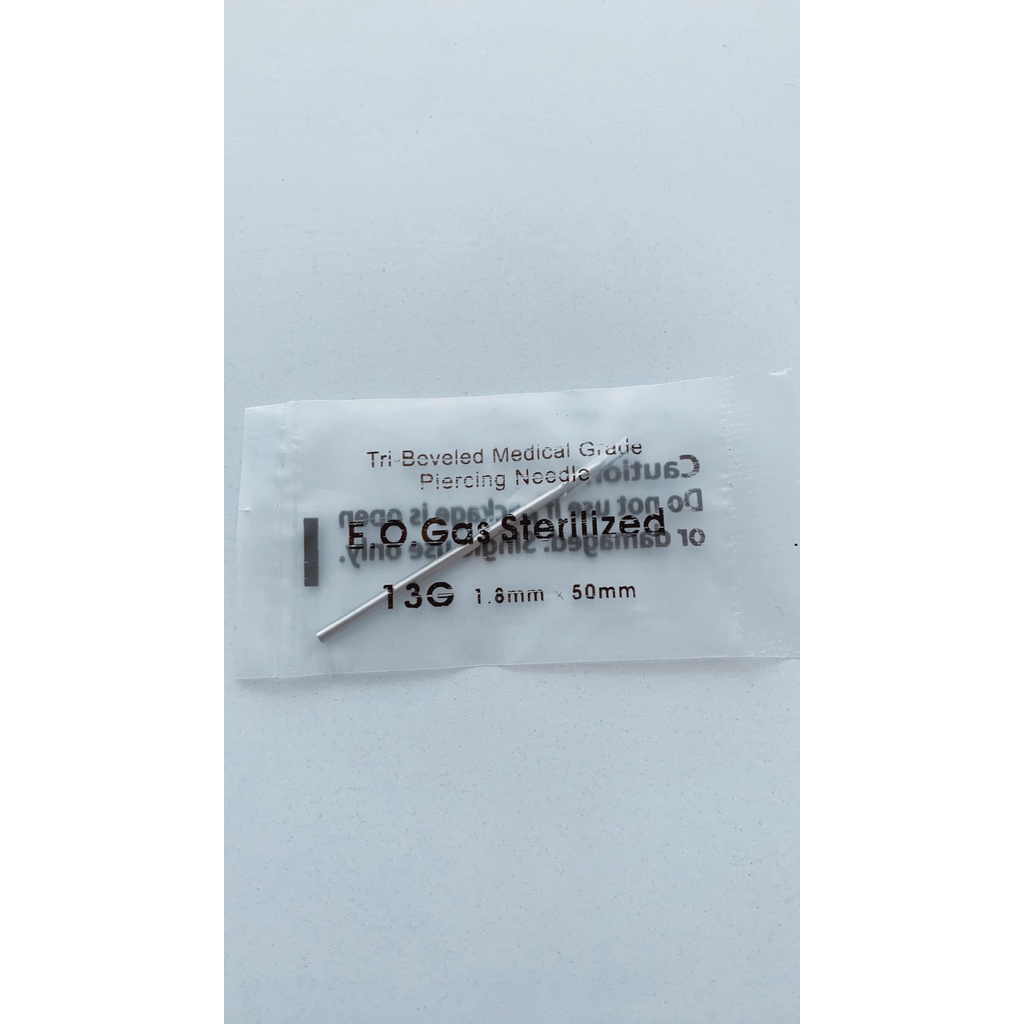 Tri-Beveled Medical Grade
Piercing Needle
E.O.Gas Sterilized
13G 1.8mm × 50mm
Caution:
Do not use if package is open
or damaged. Single use only.